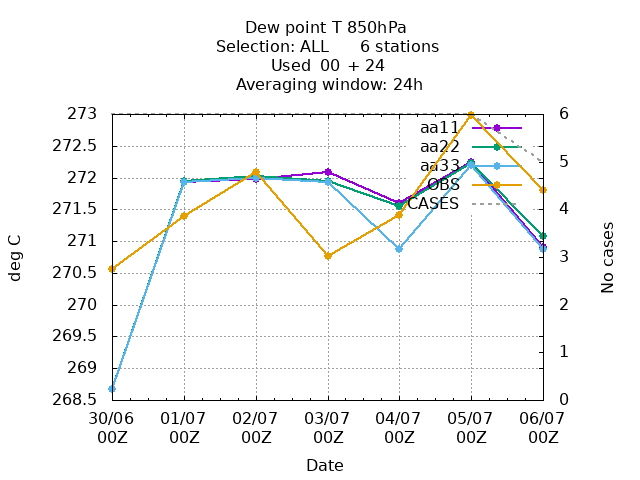 Dew point T 850hPa
Selection: ALL 6 stations
Used 00 + 24
Averaging window: 24h
273
272.5
272
271.5
271
270.5
270
269.5
269
268.5
deg C
6
5
4
3
2
1
0
No cases
aa11
aa22
aa33
OBS
CASES
30/06 01/07 02/07 03/07 04/07 05/07 06/07
00Z 00Z 00Z 00Z 00Z 00Z 00Z
Date